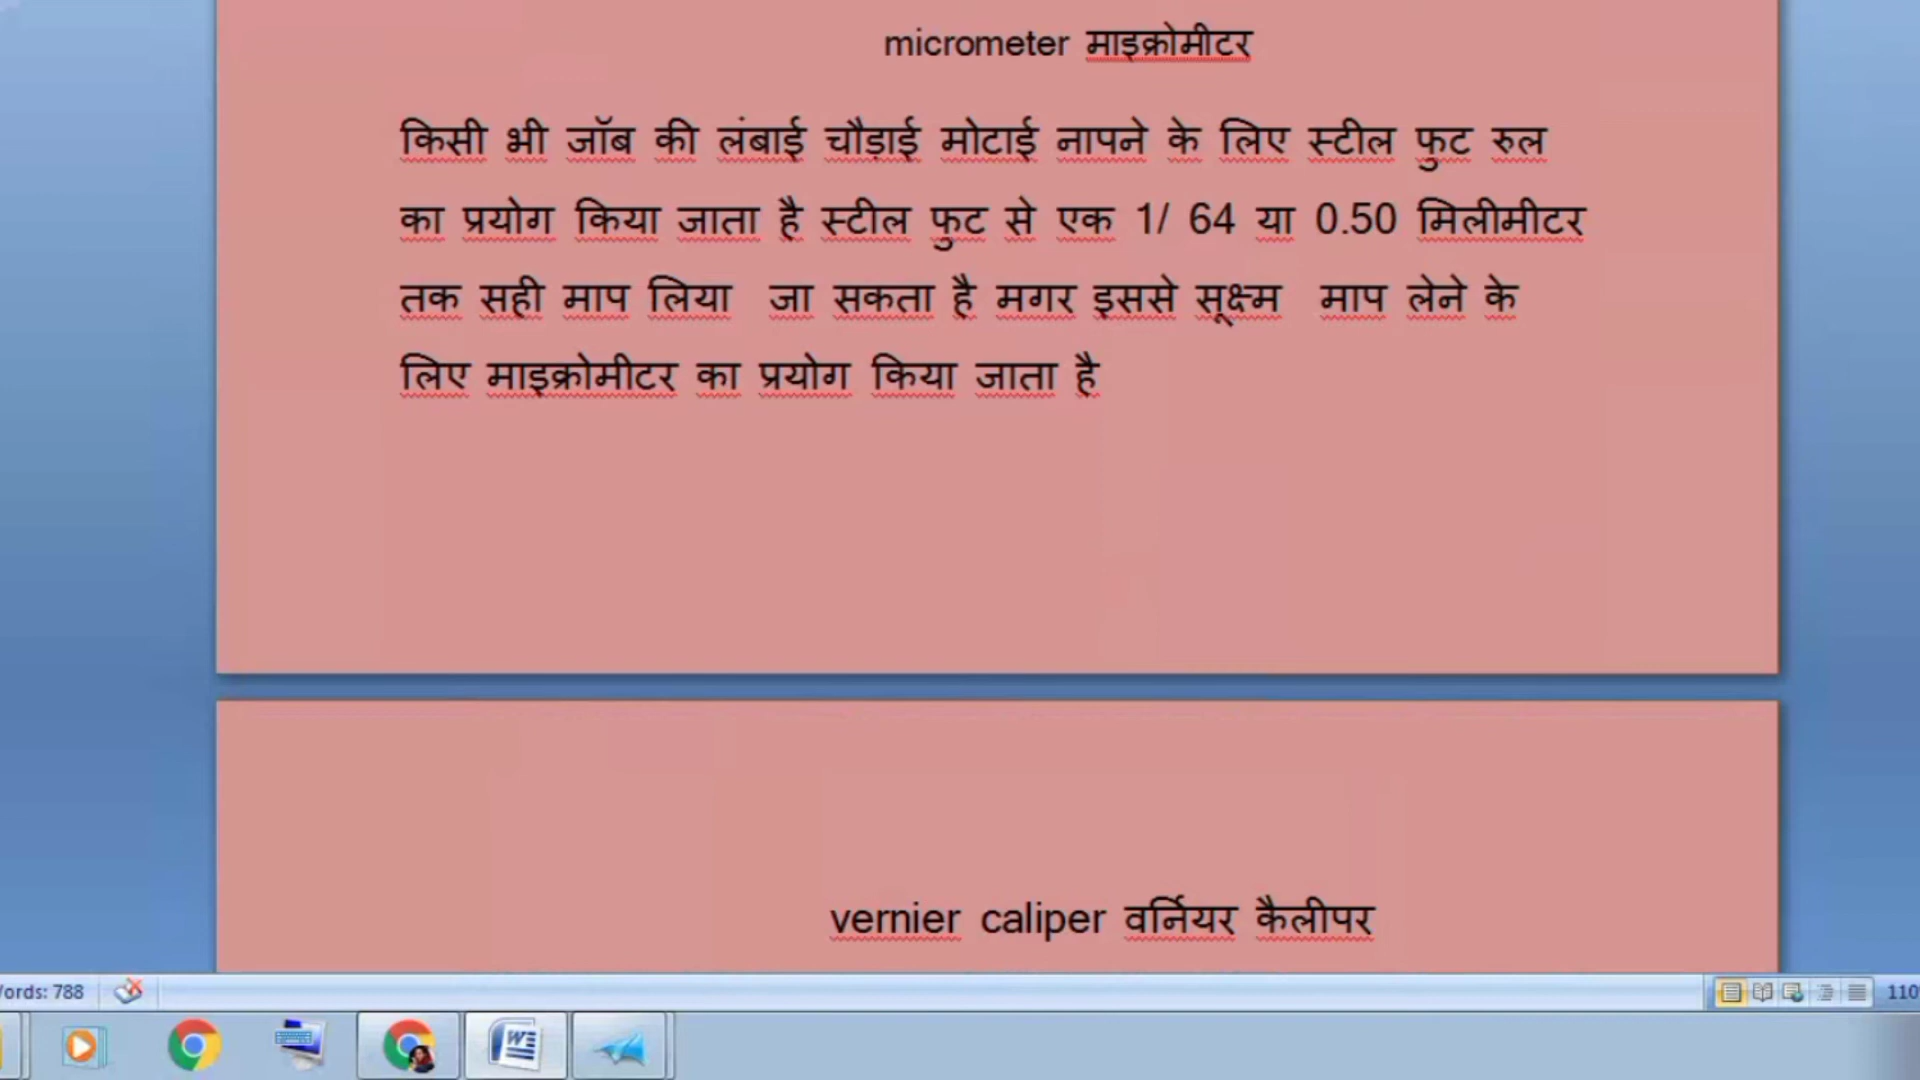 micrometer माइक्रोमीटर
किसी भी जॉब की लंबाई चौड़ाई मोटाई नापने के लिए स्टील फुट रुल
का प्रयोग किया जाता है स्टील फुट से एक 1/ 64 या 0.50 मिलीमीटर
तक सही माप लिया जा सकता है मगर इससे सूक्ष्म माप लेने के
लिए माइक्रोमीटर का प्रयोग किया जाता है
vernier caliper वर्नियर कैलीपर
ords: 788
110